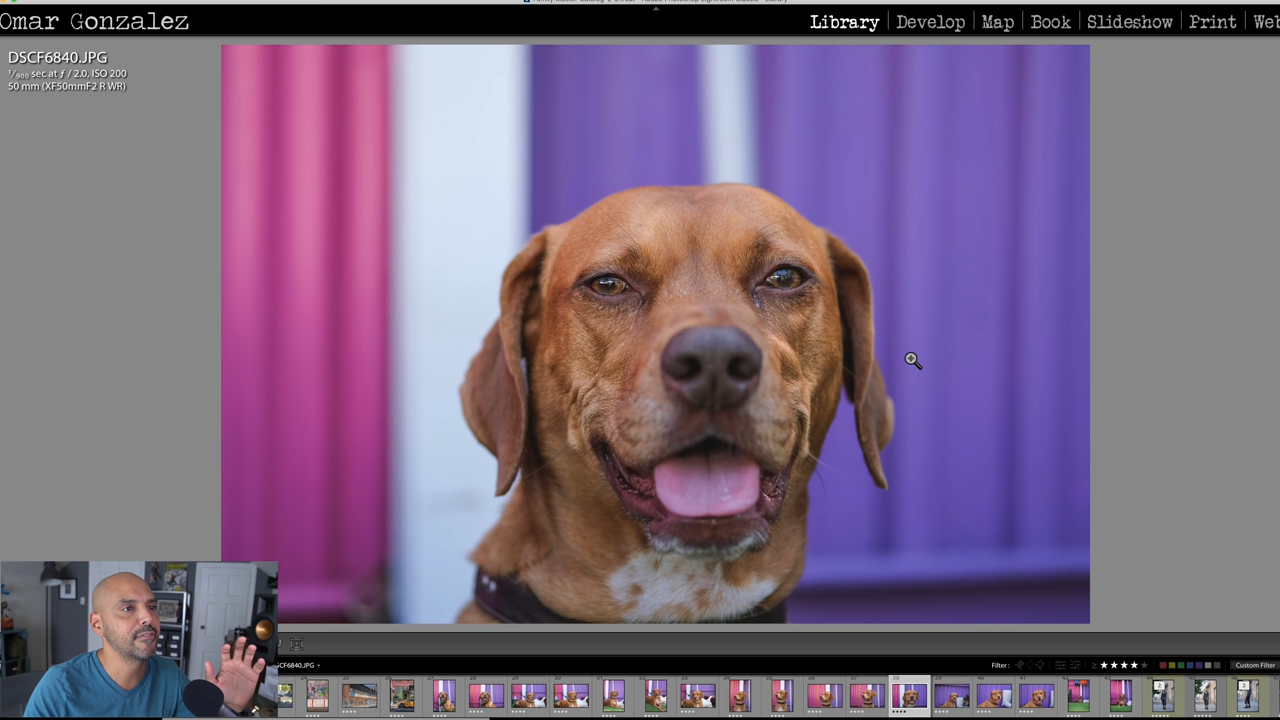 Omar Gonzalez
Library | Develop | Map | Book | Slideshow | Print |
DSCF6840.JPG
1/900 sec at ƒ / 2.0, ISO 200
50 mm (XF50mmF2 R WR)
Filter:
Custom Filter